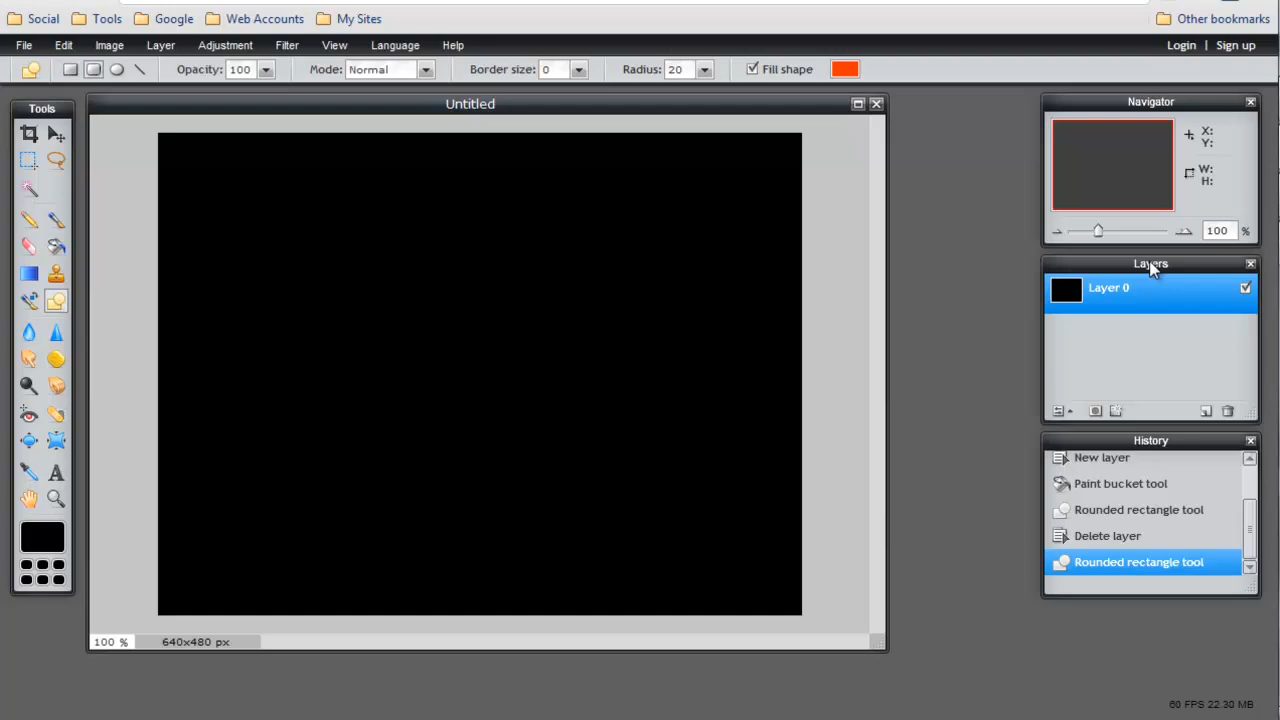 Social Tools Google Web Accounts My Sites Other bookmarks
File Edit Image Layer Adjustment Filter View Language Help Login | Sign up
Opacity: 100 Mode: Normal Border size: 0 Radius: 20 Fill shape
Tools
Untitled
Navigator
X:
Y:
W:
H:
100 %
Layers
Layer 0
History
New layer
Paint bucket tool
Rounded rectangle tool
Delete layer
Rounded rectangle tool
A
100 % 640x480 px
60 FPS 22.30 MB